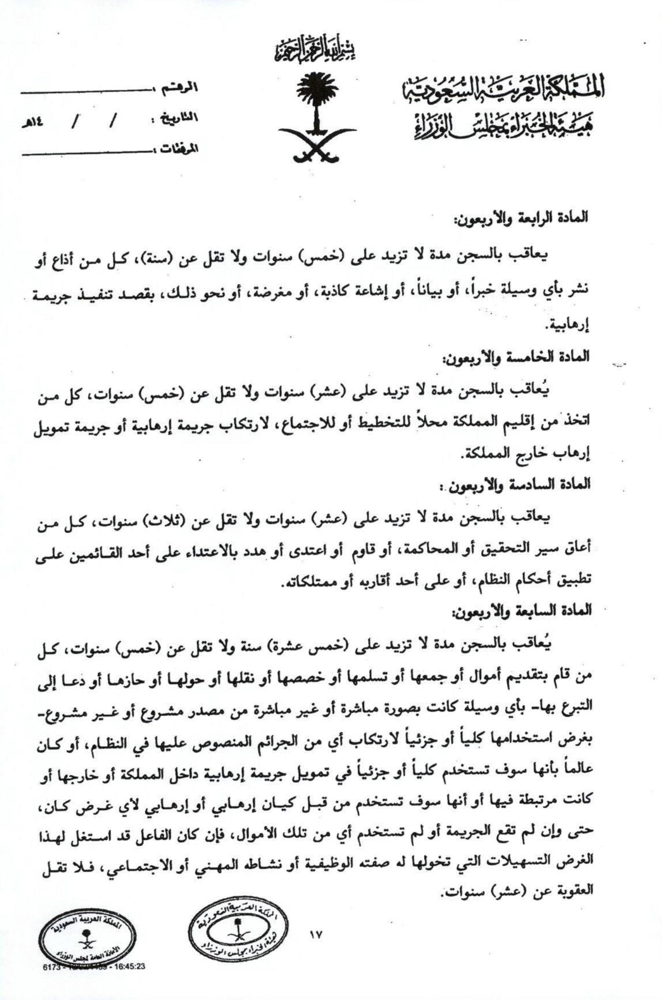 بسم الله الرحمن الرحيم
المملكة العربية السعودية
هيئة الخبراء بمجلس الوزراء
الرقم :
التاريخ : / / ١٤هـ
المرفقات :
المادة الرابعة والأربعون:
يعاقب بالسجن مدة لا تزيد على (خمس) سنوات ولا تقل عن (سنة)، كل من أذاع أو
نشر بأي وسيلة خبراً، أو بياناً، أو إشاعة كاذبة، أو مغرضة، أو نحو ذلك، بقصد تنفيذ جريمة
إرهابية.
المادة الخامسة والأربعون:
يُعاقب بالسجن مدة لا تزيد على (عشر) سنوات ولا تقل عن (خمس) سنوات، كل من
اتخذ من إقليم المملكة محلاً للتخطيط أو للاجتماع، لارتكاب جريمة إرهابية أو جريمة تمويل
إرهاب خارج المملكة.
المادة السادسة والأربعون :
يعاقب بالسجن مدة لا تزيد على (عشر) سنوات ولا تقل عن (ثلاث) سنوات، كل من
أعاق سير التحقيق أو المحاكمة، أو قاوم أو اعتدى أو هدد بالاعتداء على أحد القائمين على
تطبيق أحكام النظام، أو على أحد أقاربه أو ممتلكاته.
المادة السابعة والأربعون:
يُعاقب بالسجن مدة لا تزيد على (خمس عشرة) سنة ولا تقل عن (خمس) سنوات، كل
من قام بتقديم أموال أو جمعها أو تسلمها أو خصصها أو نقلها أو حولها أو حازها أو دعا إلى
التبرع بها- بأي وسيلة كانت بصورة مباشرة أو غير مباشرة من مصدر مشروع أو غير مشروع-
بغرض استخدامها كلياً أو جزئياً لارتكاب أي من الجرائم المنصوص عليها في النظام، أو كان
عالماً بأنها سوف تستخدم كلياً أو جزئياً في تمويل جريمة إرهابية داخل المملكة أو خارجها أو
كانت مرتبطة فيها أو أنها سوف تستخدم من قبل كيان إرهابي أو إرهابي لأي غرض كان،
حتى وإن لم تقع الجريمة أو لم تستخدم أي من تلك الأموال، فإن كان الفاعل قد استغل لهذا
الغرض التسهيلات التي تخولها له صفته الوظيفية أو نشاطه المهني أو الاجتماعي، فلا تقل
العقوبة عن (عشر) سنوات.
المملكة العربية السعودية
هيئة الخبراء بمجلس الوزراء
١٧
المملكة العربية السعودية
الأمانة العامة لمجلس الوزراء
6173 - - 16:45:23